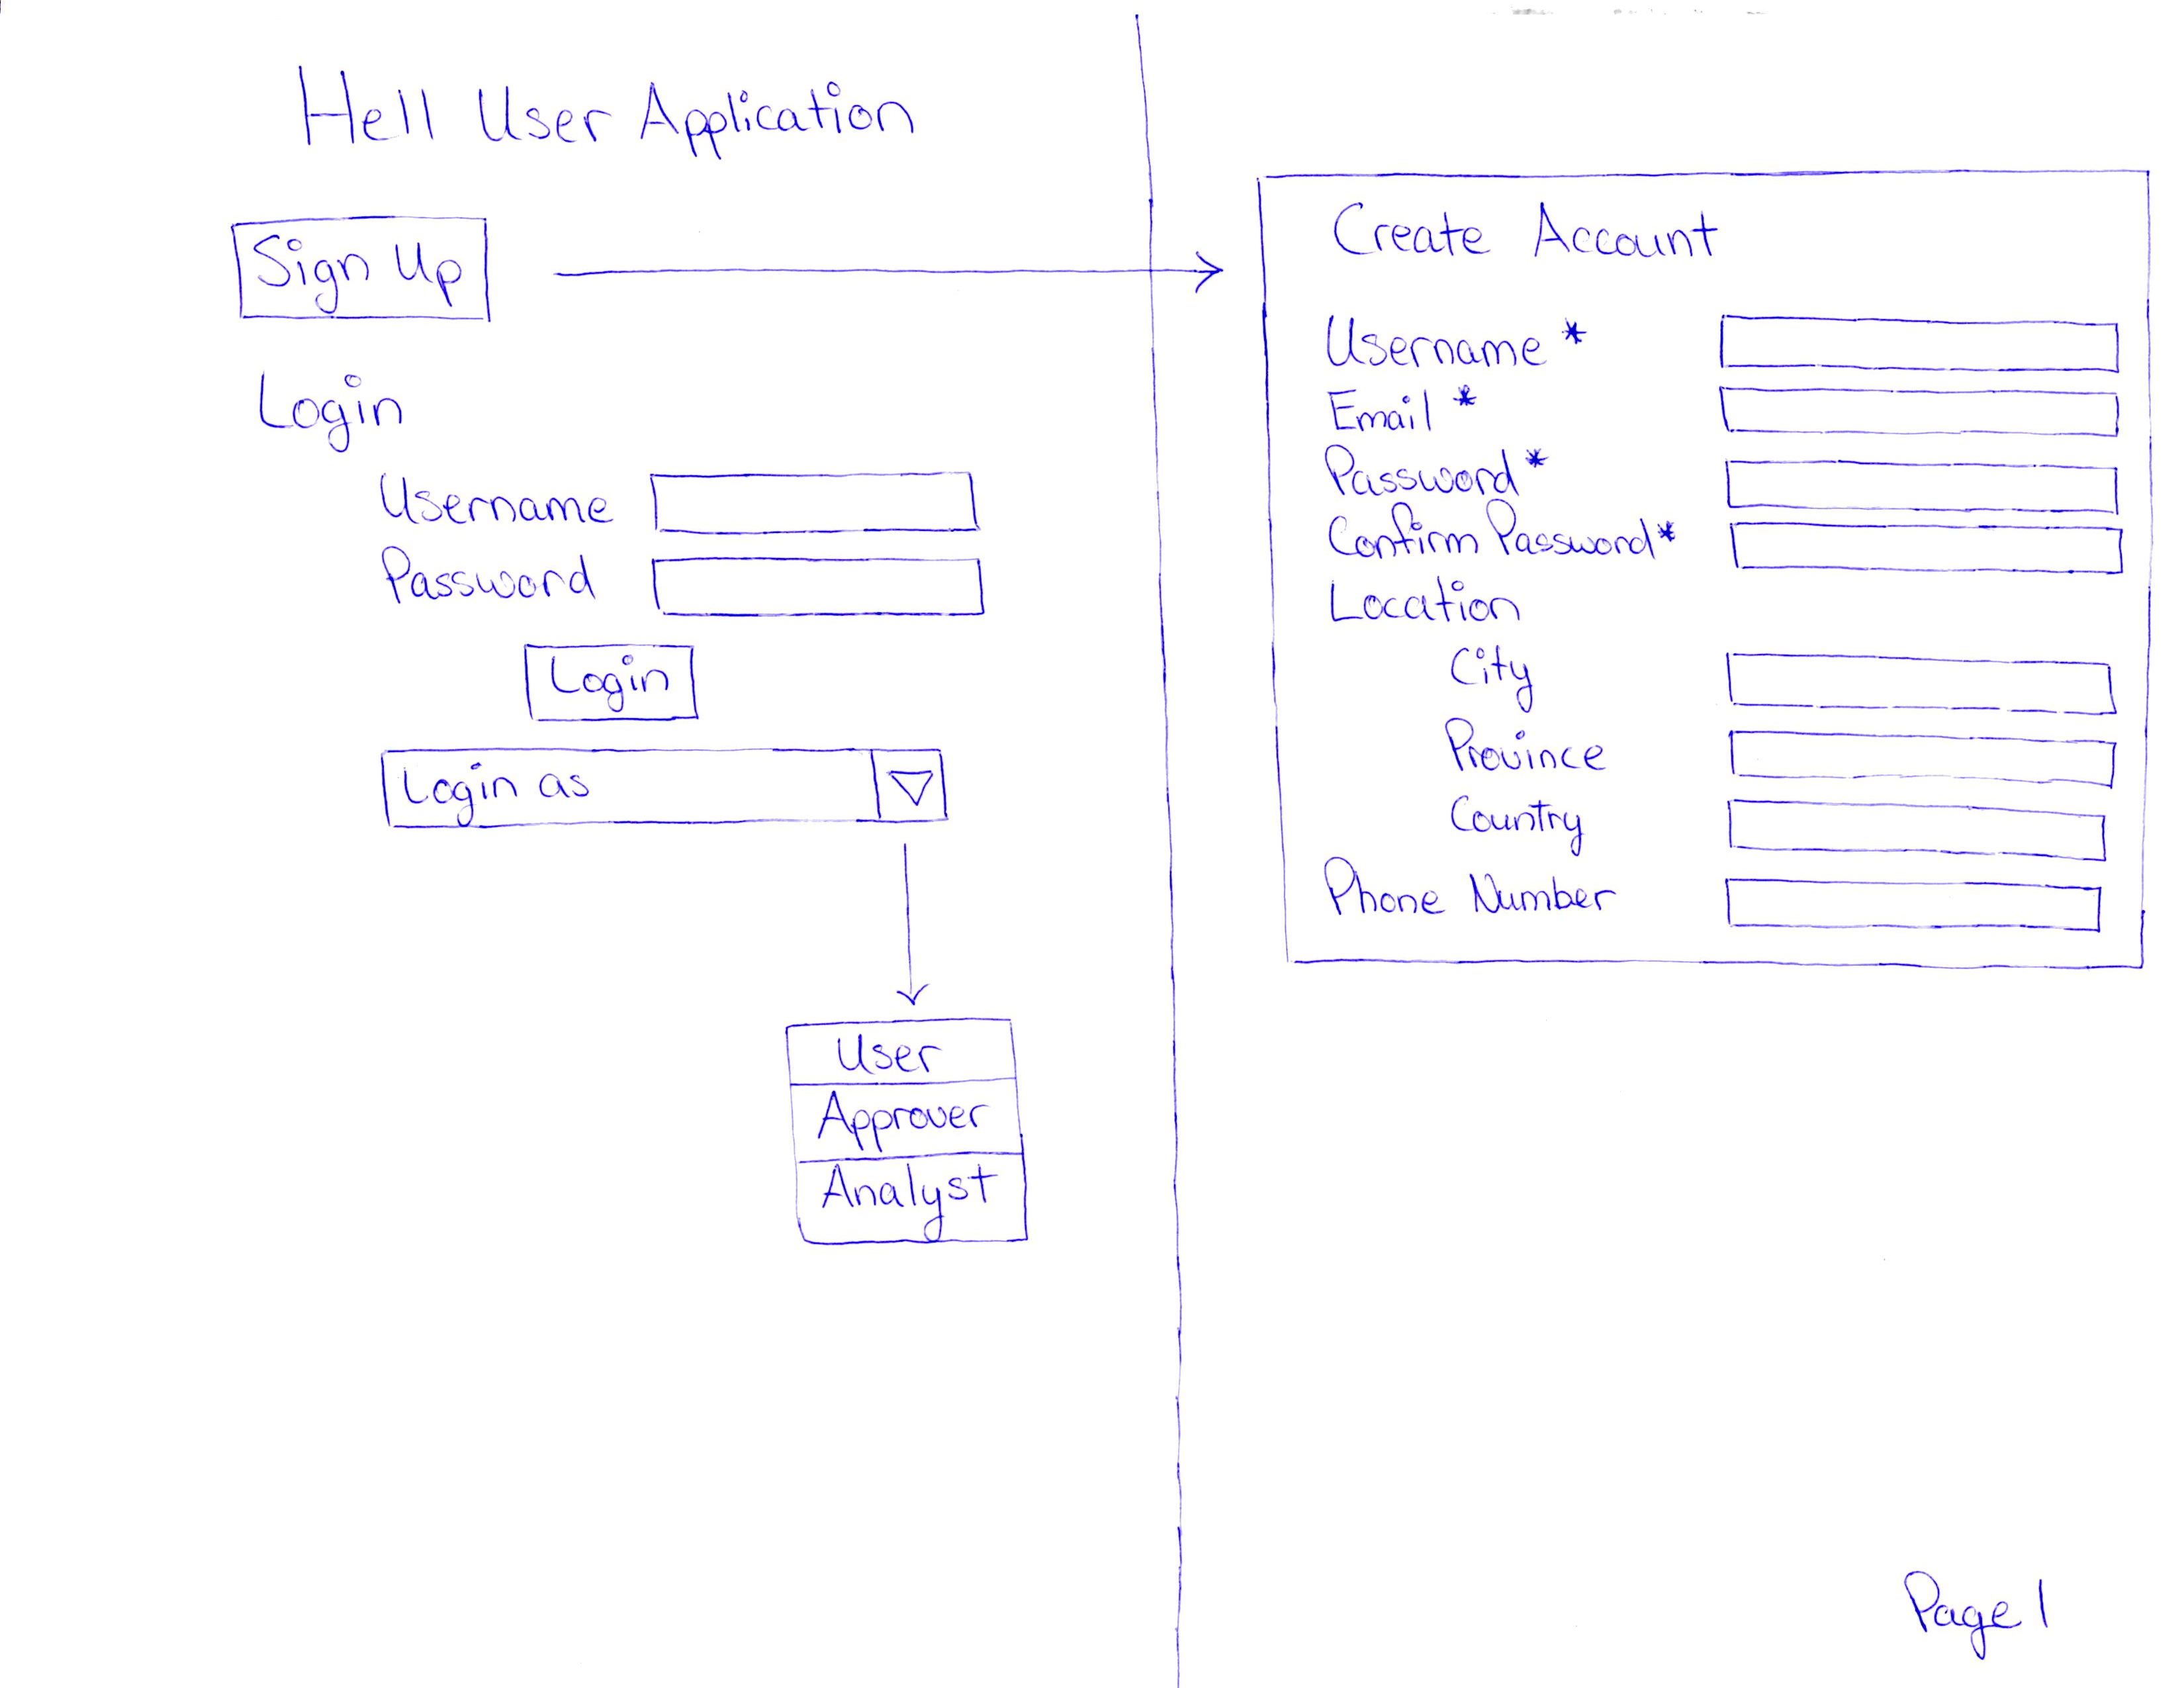 Hell User Application
Sign Up
Login
Username
Password
Login
Login as
User
Approver
Analyst
Create Account
Username *
Email *
Password *
Confirm Password *
Location
City
Province
Country
Phone Number
Page 1